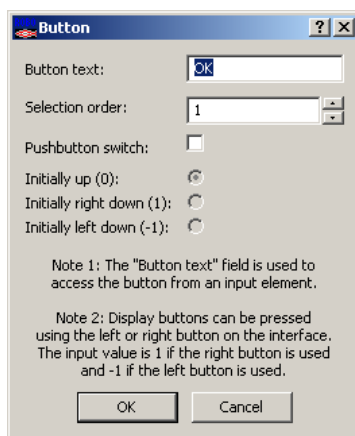 Button
Button text:
OK
Selection order:
1
Pushbutton switch:
Initially up (0):
Initially right down (1):
Initially left down (-1):
Note 1: The "Button text" field is used to
access the button from an input element.
Note 2: Display buttons can be pressed
using the left or right button on the interface.
The input value is 1 if the right button is used
and -1 if the left button is used.
OK
Cancel